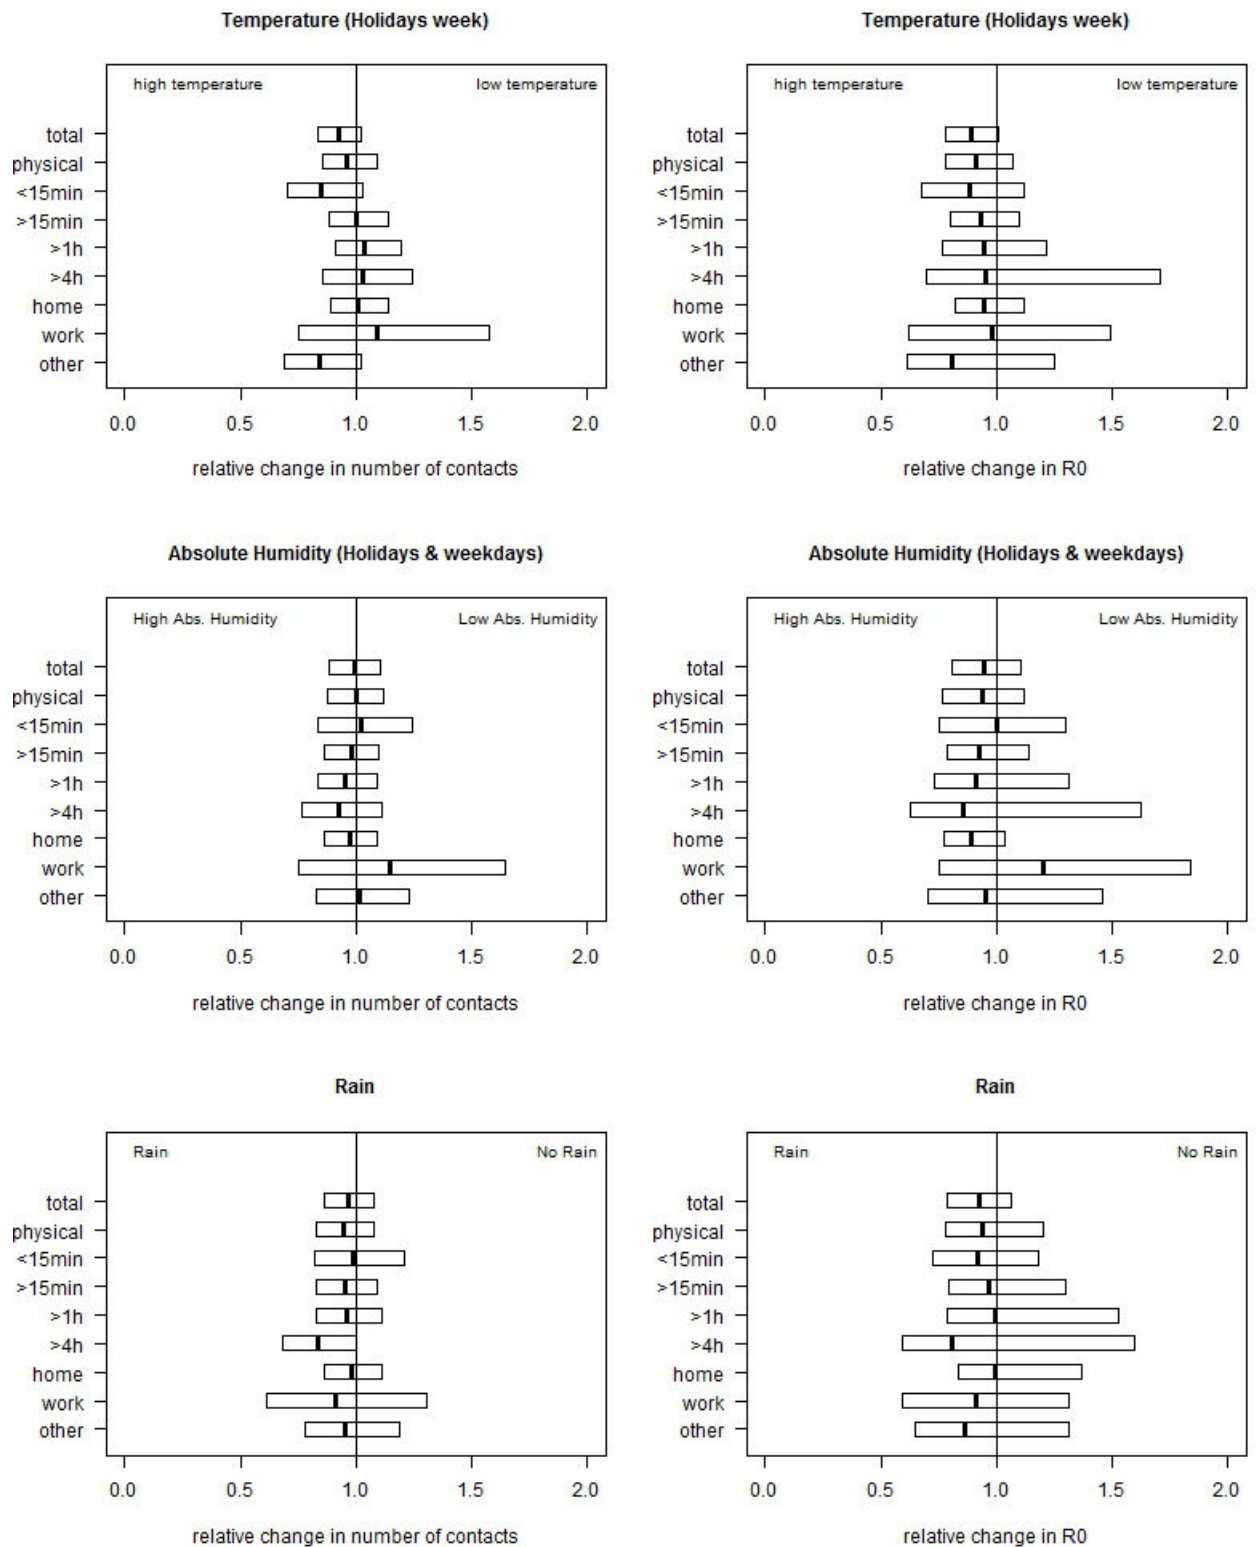 Temperature (Holidays week)
high temperature
low temperature
total
physical
<15min
>15min
>1h
>4h
home
work
other
0.0 0.5 1.0 1.5 2.0
relative change in number of contacts
Temperature (Holidays week)
high temperature
low temperature
total
physical
<15min
>15min
>1h
>4h
home
work
other
0.0 0.5 1.0 1.5 2.0
relative change in R0
Absolute Humidity (Holidays & weekdays)
High Abs. Humidity
Low Abs. Humidity
total
physical
<15min
>15min
>1h
>4h
home
work
other
0.0 0.5 1.0 1.5 2.0
relative change in number of contacts
Absolute Humidity (Holidays & weekdays)
High Abs. Humidity
Low Abs. Humidity
total
physical
<15min
>15min
>1h
>4h
home
work
other
0.0 0.5 1.0 1.5 2.0
relative change in R0
Rain
Rain
No Rain
total
physical
<15min
>15min
>1h
>4h
home
work
other
0.0 0.5 1.0 1.5 2.0
relative change in number of contacts
Rain
Rain
No Rain
total
physical
<15min
>15min
>1h
>4h
home
work
other
0.0 0.5 1.0 1.5 2.0
relative change in R0